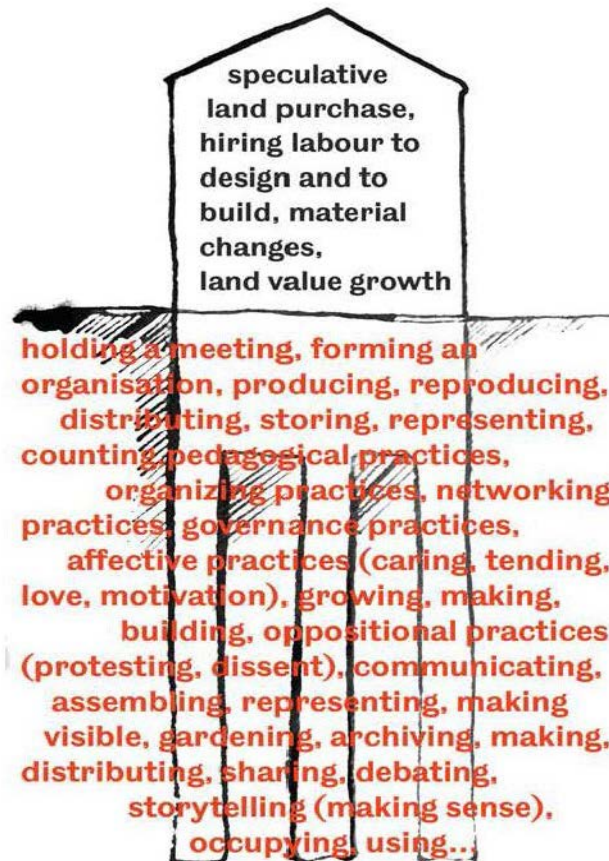 speculative
land purchase,
hiring labour to
design and to
build, material
changes,
land value growth
holding a meeting, forming an
organisation, producing, reproducing,
distributing, storing, representing,
counting,pedagogical practices,
organizing practices, networking
practices, governance practices,
affective practices (caring, tending,
love, motivation), growing, making,
building, oppositional practices
(protesting, dissent), communicating,
assembling, representing, making
visible, gardening, archiving, making,
distributing, sharing, debating,
storytelling (making sense),
occupying, using...